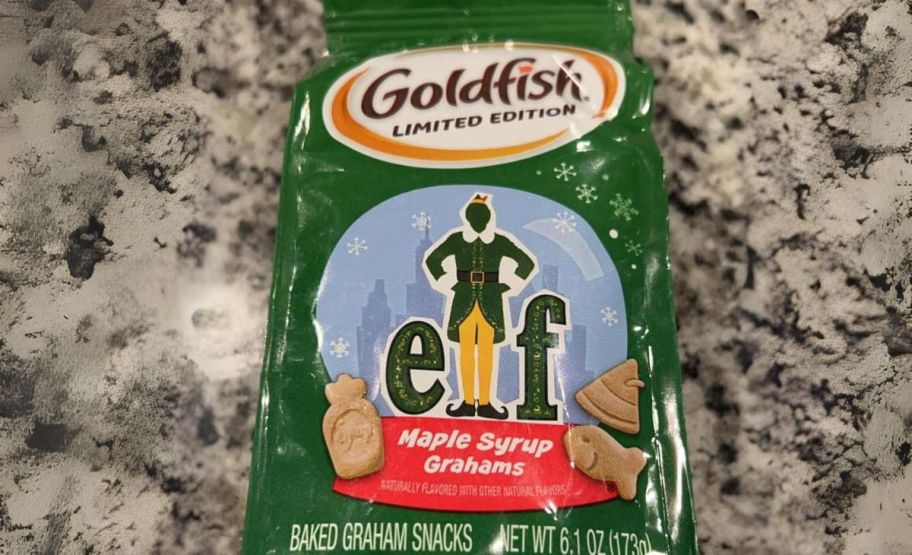 Goldfish
LIMITED EDITION
elf
Maple Syrup
Grahams
NATURALLY FLAVORED WITH OTHER NATURAL FLAVORS
BAKED GRAHAM SNACKS NET WT 6.1 OZ (173g)